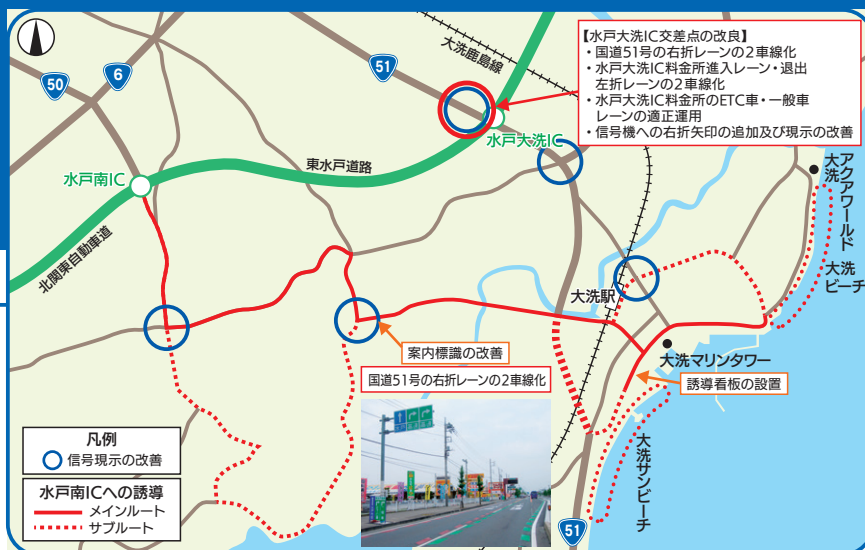 50
6
51
大洗鹿島線
【水戸大洗IC交差点の改良】
・国道51号の右折レーンの2車線化
・水戸大洗IC料金所進入レーン・退出
左折レーンの2車線化
・水戸大洗IC料金所のETC車・一般車
レーンの適正運用
・信号機への右折矢印の追加及び現示の改善
水戸大洗IC
水戸南IC
東水戸道路
北関東自動車道
アクアワールド
大洗
大洗
ビーチ
大洗駅
案内標識の改善
大洗マリンタワー
誘導看板の設置
国道51号の右折レーンの2車線化
大洗サンビーチ
51
凡例
信号現示の改善
水戸南ICへの誘導
メインルート
サブルート